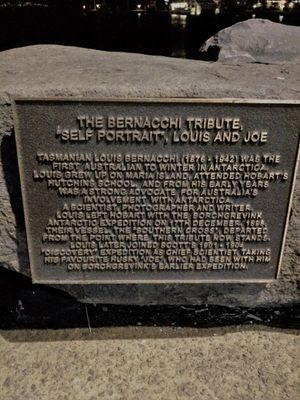 THE BERNACCHI TRIBUTE,
"SELF PORTRAIT", LOUIS AND JOE
TASMANIAN LOUIS BERNACCHI (1876 - 1942) WAS THE
FIRST AUSTRALIAN TO WINTER IN ANTARCTICA.
LOUIS GREW UP ON MARIA ISLAND, ATTENDED HOBART'S
HUTCHINS SCHOOL, AND FROM HIS EARLY YEARS
WAS A STRONG ADVOCATE FOR AUSTRALIA'S
INVOLVEMENT WITH ANTARCTICA.
A SCIENTIST, PHOTOGRAPHER AND WRITER,
LOUIS LEFT HOBART WITH THE BORCHGREVINK
ANTARCTIC EXPEDITION ON 17TH DECEMBER, 1898.
THEIR VESSEL, THE "SOUTHERN CROSS", DEPARTED
FROM THE POINT WHERE THIS TRIBUTE NOW STANDS.
LOUIS LATER JOINED SCOTT'S 1901 - 1904
"DISCOVERY" EXPEDITION AS CHIEF SCIENTIST, TAKING
HIS FAVOURITE HUSKY, "JOE", WHO HAD BEEN WITH HIM
ON BORCHGREVINK'S EARLIER EXPEDITION.